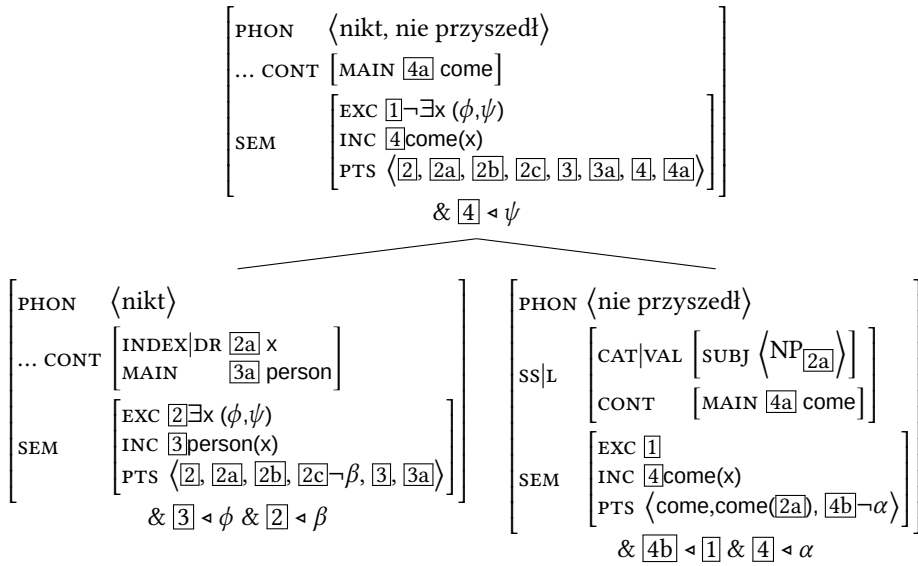 PHON ⟨nikt, nie przyszedł⟩
... CONT [MAIN 4a come]
SEM
EXC 1¬∃x (ϕ,ψ)
INC 4come(x)
PTS ⟨2, 2a, 2b, 2c, 3, 3a, 4, 4a⟩
& 4 ◂ ψ
PHON ⟨nikt⟩
... CONT
INDEX|DR 2a x
MAIN 3a person
SEM
EXC 2∃x (ϕ,ψ)
INC 3person(x)
PTS ⟨2, 2a, 2b, 2c¬β, 3, 3a⟩
& 3 ◂ ϕ & 2 ◂ β
PHON ⟨nie przyszedł⟩
SS|L
CAT|VAL [SUBJ ⟨NP2a⟩]
CONT [MAIN 4a come]
SEM
EXC 1
INC 4come(x)
PTS ⟨come,come(2a), 4b¬α⟩
& 4b ◂ 1 & 4 ◂ α